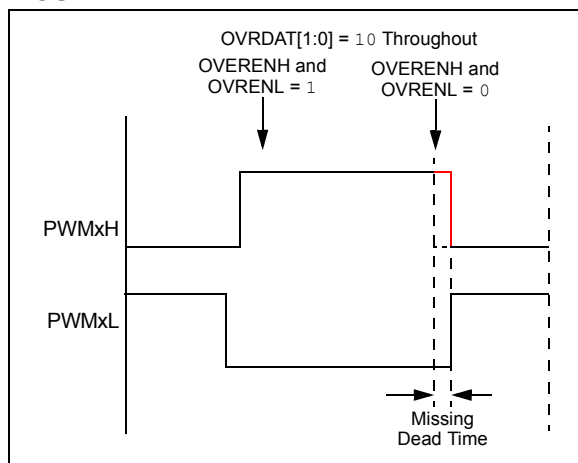 OVRDAT[1:0] = 10 Throughout
OVERENH and
OVRENL = 1
OVERENH and
OVRENL = 0
PWMxH
PWMxL
Missing
Dead Time